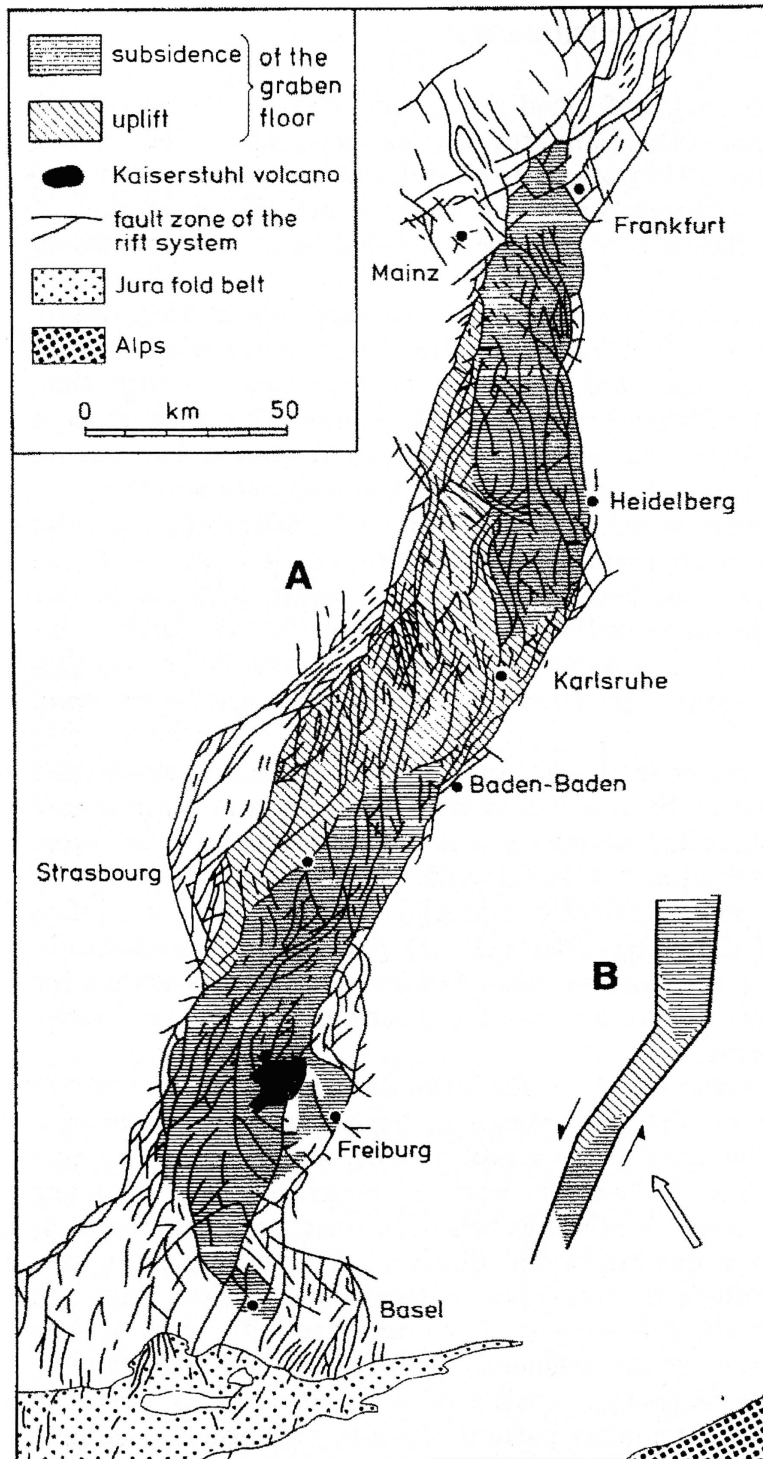 subsidence
uplift
of the
graben
floor
Kaiserstuhl volcano
fault zone of the
rift system
Jura fold belt
Alps
0 km 50
Frankfurt
Mainz
Heidelberg
A
Karlsruhe
Baden-Baden
Strasbourg
B
Freiburg
Basel